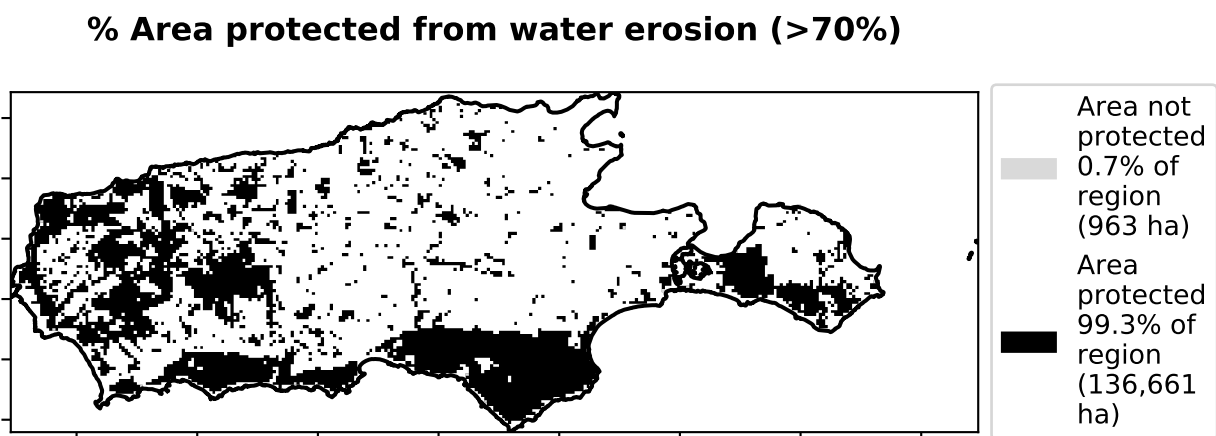 % Area protected from water erosion (>70%)
Area not
protected
0.7% of
region
(963 ha)
Area
protected
99.3% of
region
(136,661
ha)